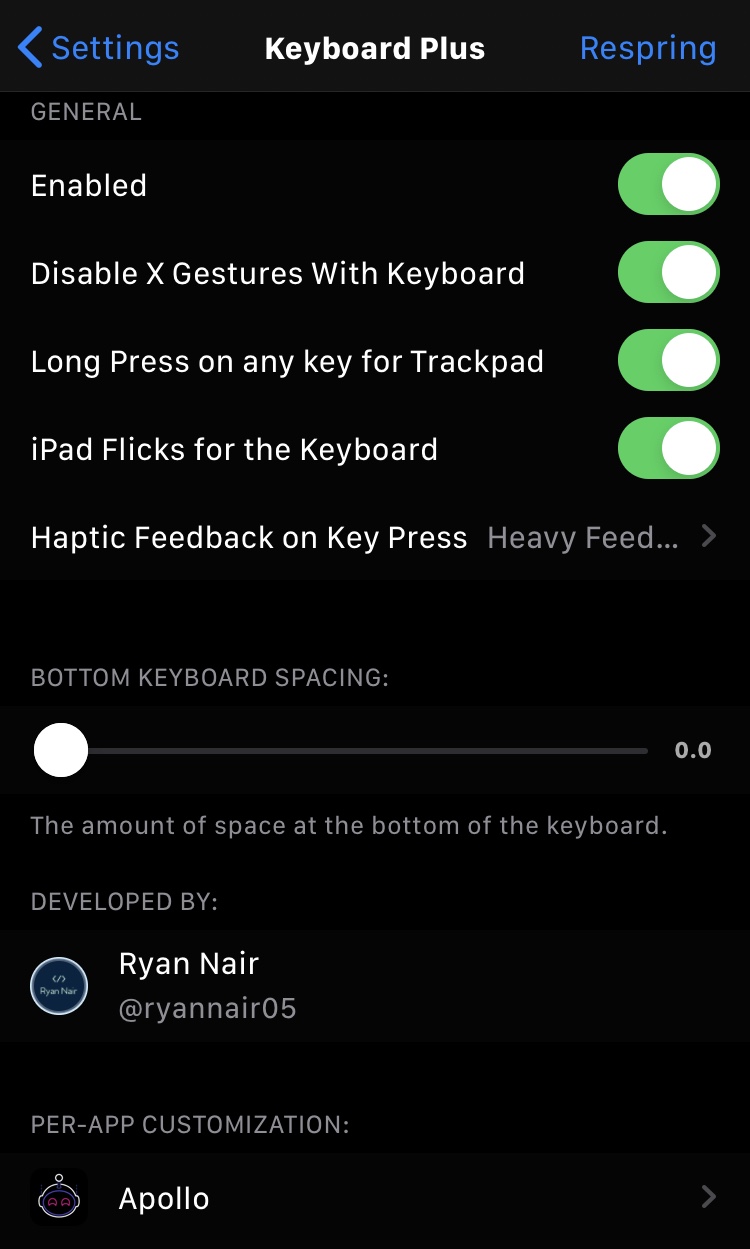 Settings
Keyboard Plus
Respring
GENERAL
Enabled
Disable X Gestures With Keyboard
Long Press on any key for Trackpad
iPad Flicks for the Keyboard
Haptic Feedback on Key Press Heavy Feed...
BOTTOM KEYBOARD SPACING:
0.0
The amount of space at the bottom of the keyboard.
DEVELOPED BY:
</>
Ryan Nair
Ryan Nair
@ryannair05
PER-APP CUSTOMIZATION:
Apollo